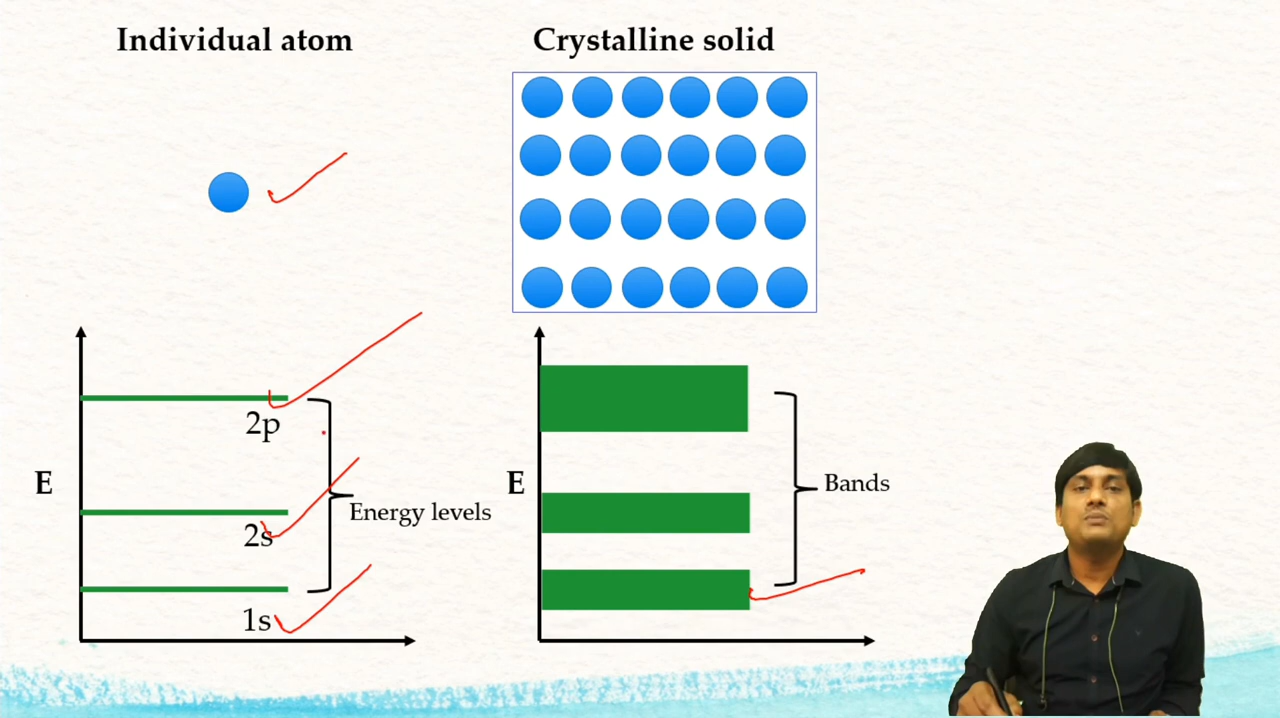 Individual atom
Crystalline solid
2p
E
2s
Energy levels
1s
E
Bands